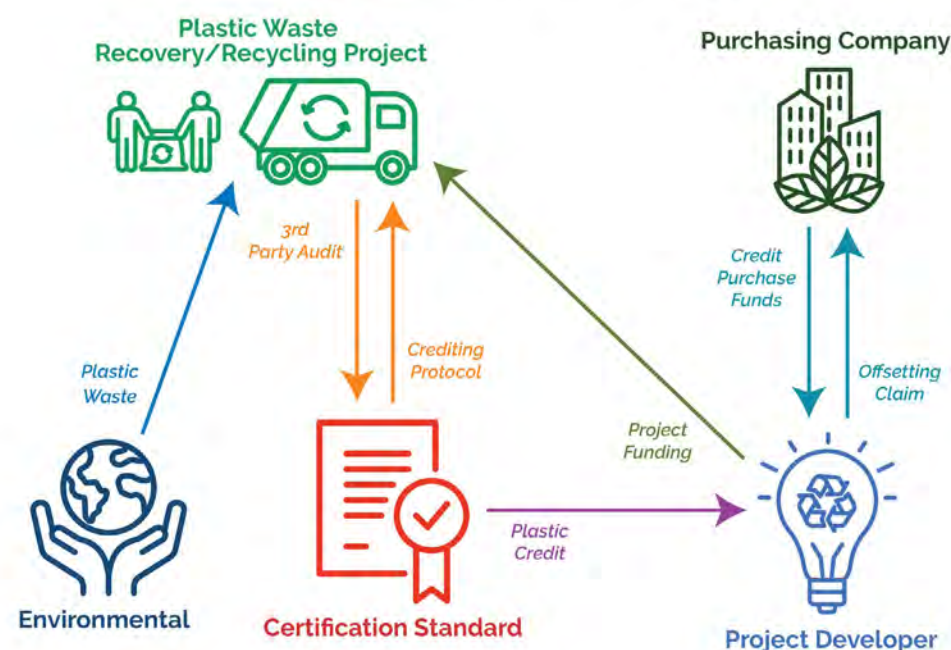 Plastic Waste
Recovery/Recycling Project
Purchasing Company
3rd
Party Audit
Credit
Purchase
Funds
Plastic
Waste
Crediting
Protocol
Offsetting
Claim
Project
Funding
Plastic
Credit
Environmental
Certification Standard
Project Developer